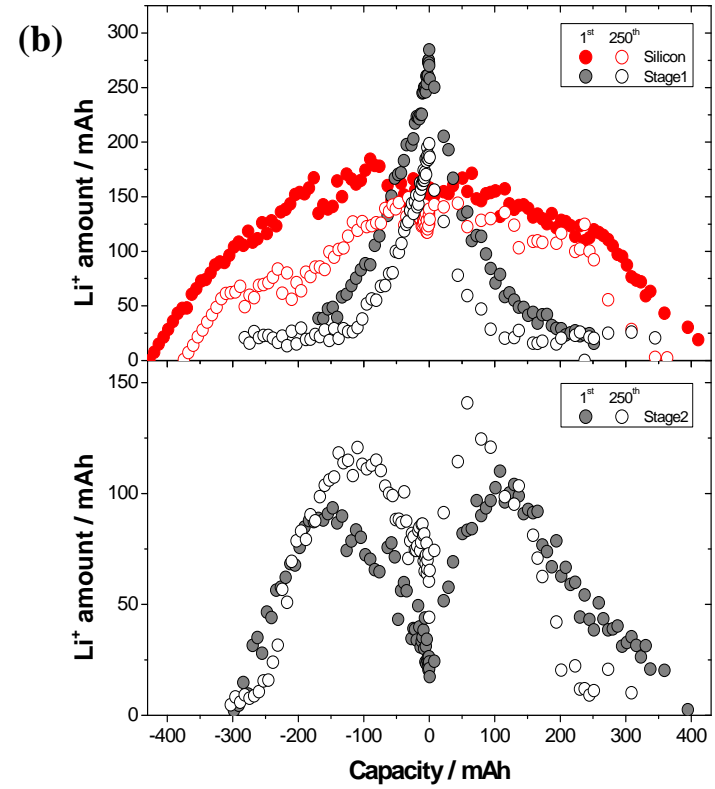 (b)
Li⁺ amount / mAh
300
250
200
150
100
50
0
1ˢᵗ 250ᵗʰ
Silicon
Stage1
Li⁺ amount / mAh
150
100
50
0
1ˢᵗ 250ᵗʰ
Stage2
-400 -300 -200 -100 0 100 200 300 400
Capacity / mAh